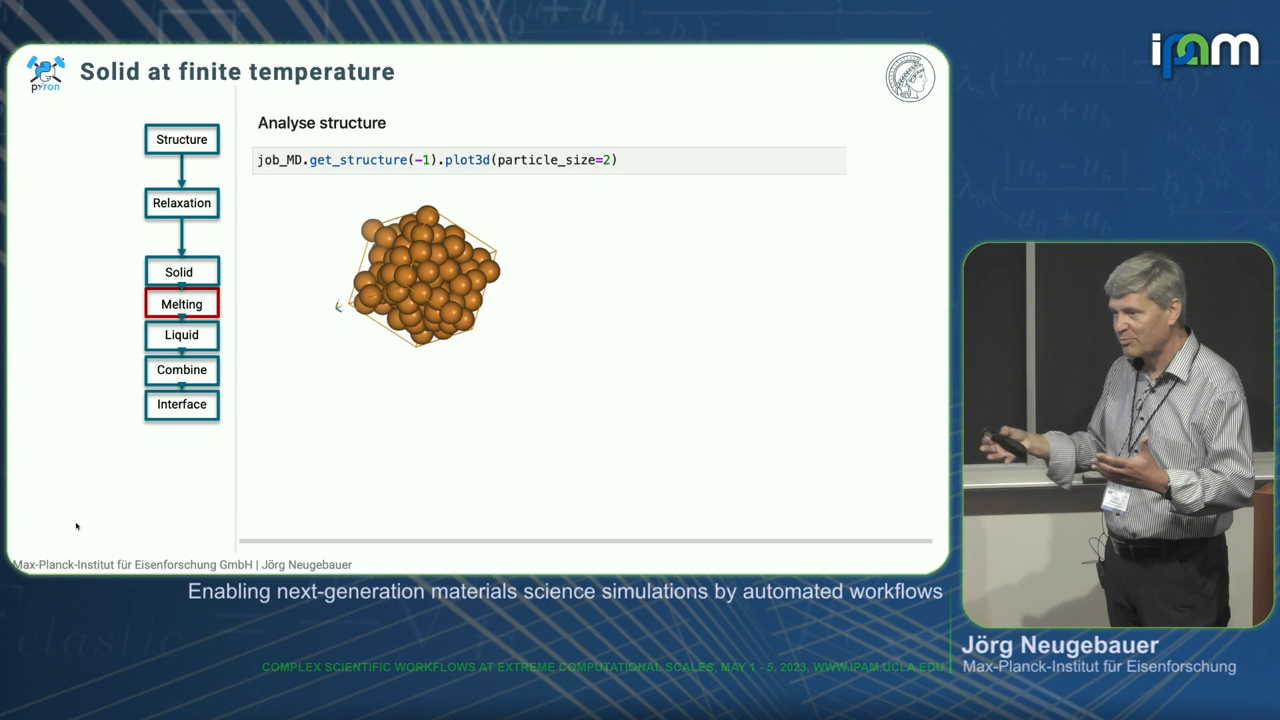 pyron
Solid at finite temperature
ipam
Structure
Relaxation
Solid
Melting
Liquid
Combine
Interface
Analyse structure
job_MD.get_structure(-1).plot3d(particle_size=2)
Max-Planck-Institut für Eisenforschung GmbH | Jörg Neugebauer
Enabling next-generation materials science simulations by automated workflows
Jörg Neugebauer
Max-Planck-Institut für Eisenforschung
COMPLEX SCIENTIFIC WORKFLOWS AT EXTREME COMPUTATIONAL SCALES, MAY 1 - 5, 2023, WWW.IPAM.UCLA.EDU
elastic